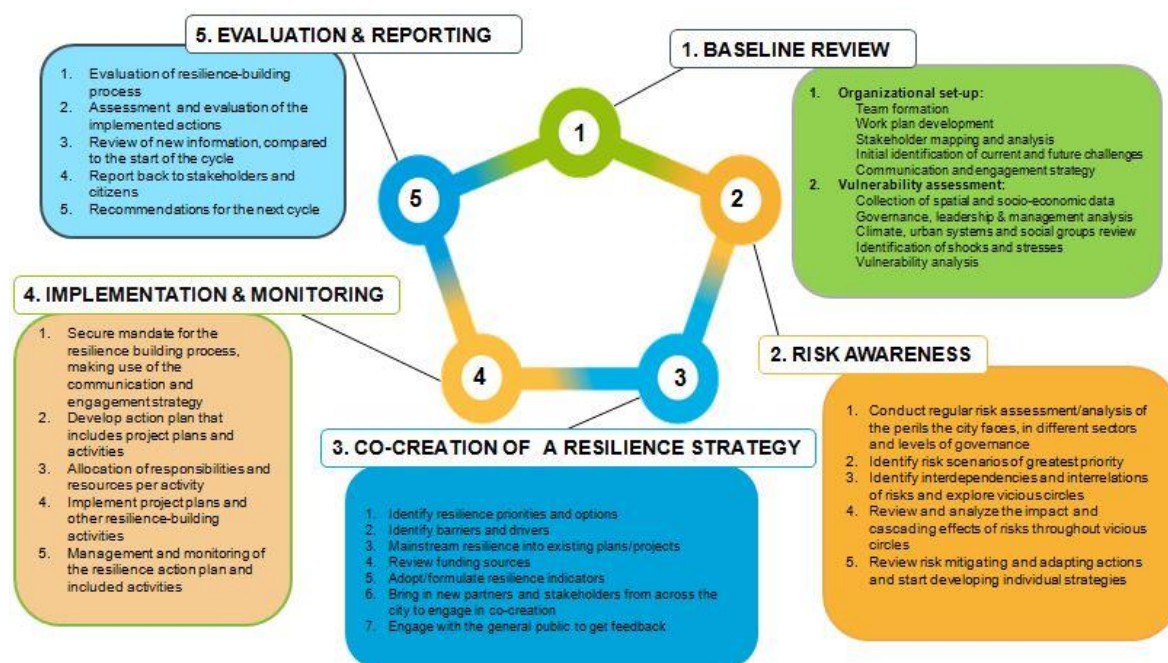 1. BASELINE REVIEW
1. Organizational set-up:
Team formation
Work plan development
Stakeholder mapping and analysis
Initial identification of current and future challenges
Communication and engagement strategy
2. Vulnerability assessment:
Collection of spatial and socio-economic data
Governance, leadership & management analysis
Climate, urban systems and social groups review
Identification of shocks and stresses
Vulnerability analysis
2. RISK AWARENESS
1. Conduct regular risk assessment/analysis of
the perils the city faces, in different sectors
and levels of governance
2. Identify risk scenarios of greatest priority
3. Identify interdependencies and interrelations
of risks and explore vicious circles
4. Review and analyze the impact and
cascading effects of risks throughout vicious
circles
5. Review risk mitigating and adapting actions
and start developing individual strategies
3. CO-CREATION OF A RESILIENCE STRATEGY
1. Identify resilience priorities and options
2. Identify barriers and drivers
3. Mainstream resilience into existing plans/projects
4. Review funding sources
5. Adopt/formulate resilience indicators
6. Bring in new partners and stakeholders from across the
city to engage in co-creation
7. Engage with the general public to get feedback
4. IMPLEMENTATION & MONITORING
1. Secure mandate for the
resilience building process,
making use of the
communication and
engagement strategy
2. Develop action plan that
includes project plans and
activities
3. Allocation of responsibilities and
resources per activity
4. Implement project plans and
other resilience-building
activities
5. Management and monitoring of
the resilience action plan and
included activities
5. EVALUATION & REPORTING
1. Evaluation of resilience-building
process
2. Assessment and evaluation of the
implemented actions
3. Review of new information, compared
to the start of the cycle
4. Report back to stakeholders and
citizens
5. Recommendations for the next cycle
1
2
3
4
5